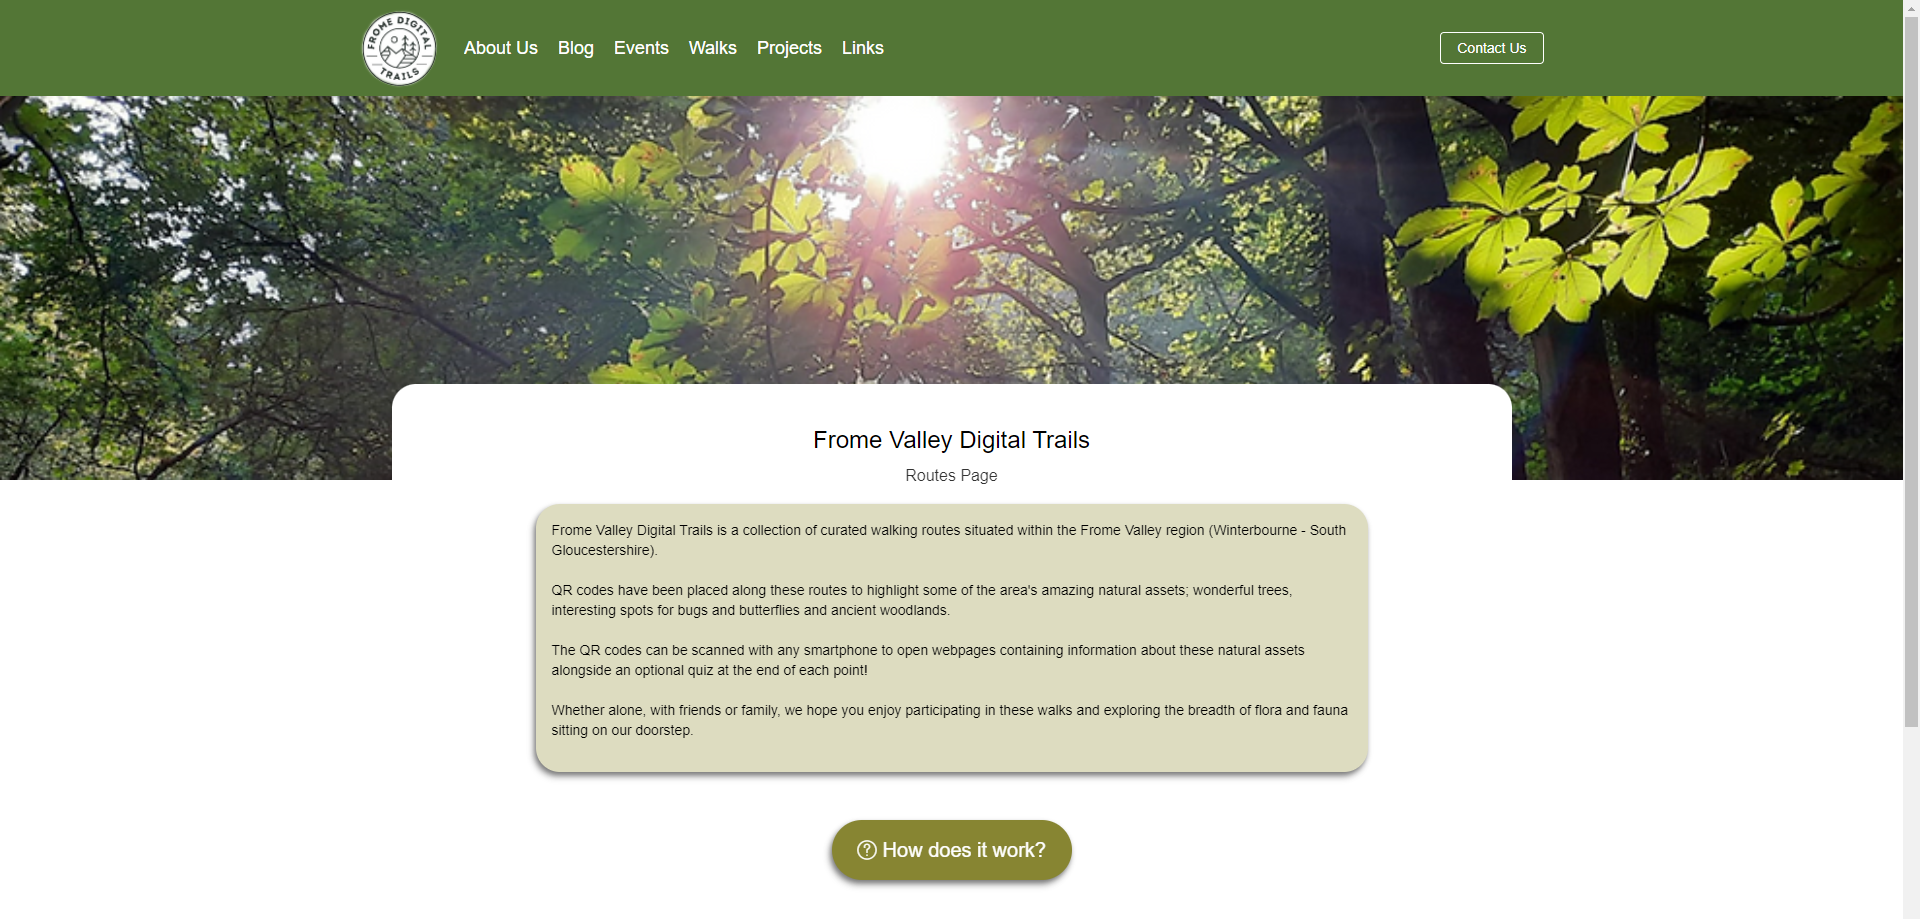 FROME DIGITAL
TRAILS
About Us Blog Events Walks Projects Links
Contact Us
Frome Valley Digital Trails
Routes Page
Frome Valley Digital Trails is a collection of curated walking routes situated within the Frome Valley region (Winterbourne - South
Gloucestershire).
QR codes have been placed along these routes to highlight some of the area's amazing natural assets; wonderful trees,
interesting spots for bugs and butterflies and ancient woodlands.
The QR codes can be scanned with any smartphone to open webpages containing information about these natural assets
alongside an optional quiz at the end of each point!
Whether alone, with friends or family, we hope you enjoy participating in these walks and exploring the breadth of flora and fauna
sitting on our doorstep.
How does it work?